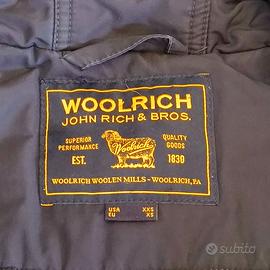 WOOLRICH
JOHN RICH & BROS.
SUPERIOR PERFORMANCE
QUALITY GOODS
Woolrich
EST. 1830
WOOLRICH WOOLEN MILLS - WOOLRICH, PA
USA XXS
EU XS
subito